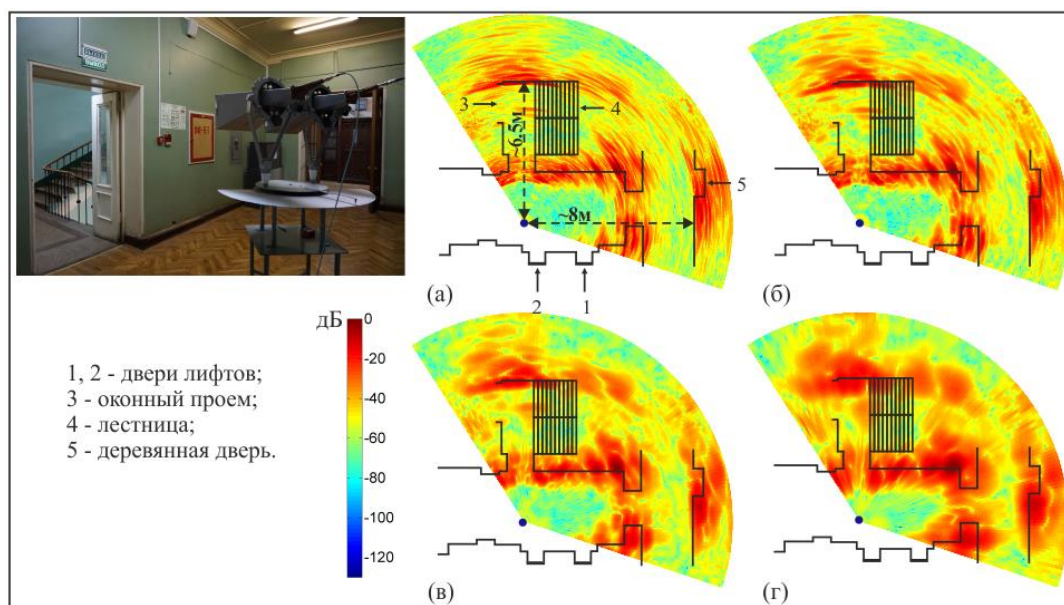 3
4
5
~6.5м
~8м
(а)
2
1
(б)
дБ
0
-20
-40
-60
-80
-100
-120
1, 2 - двери лифтов;
3 - оконный проем;
4 - лестница;
5 - деревянная дверь.
(в)
(г)